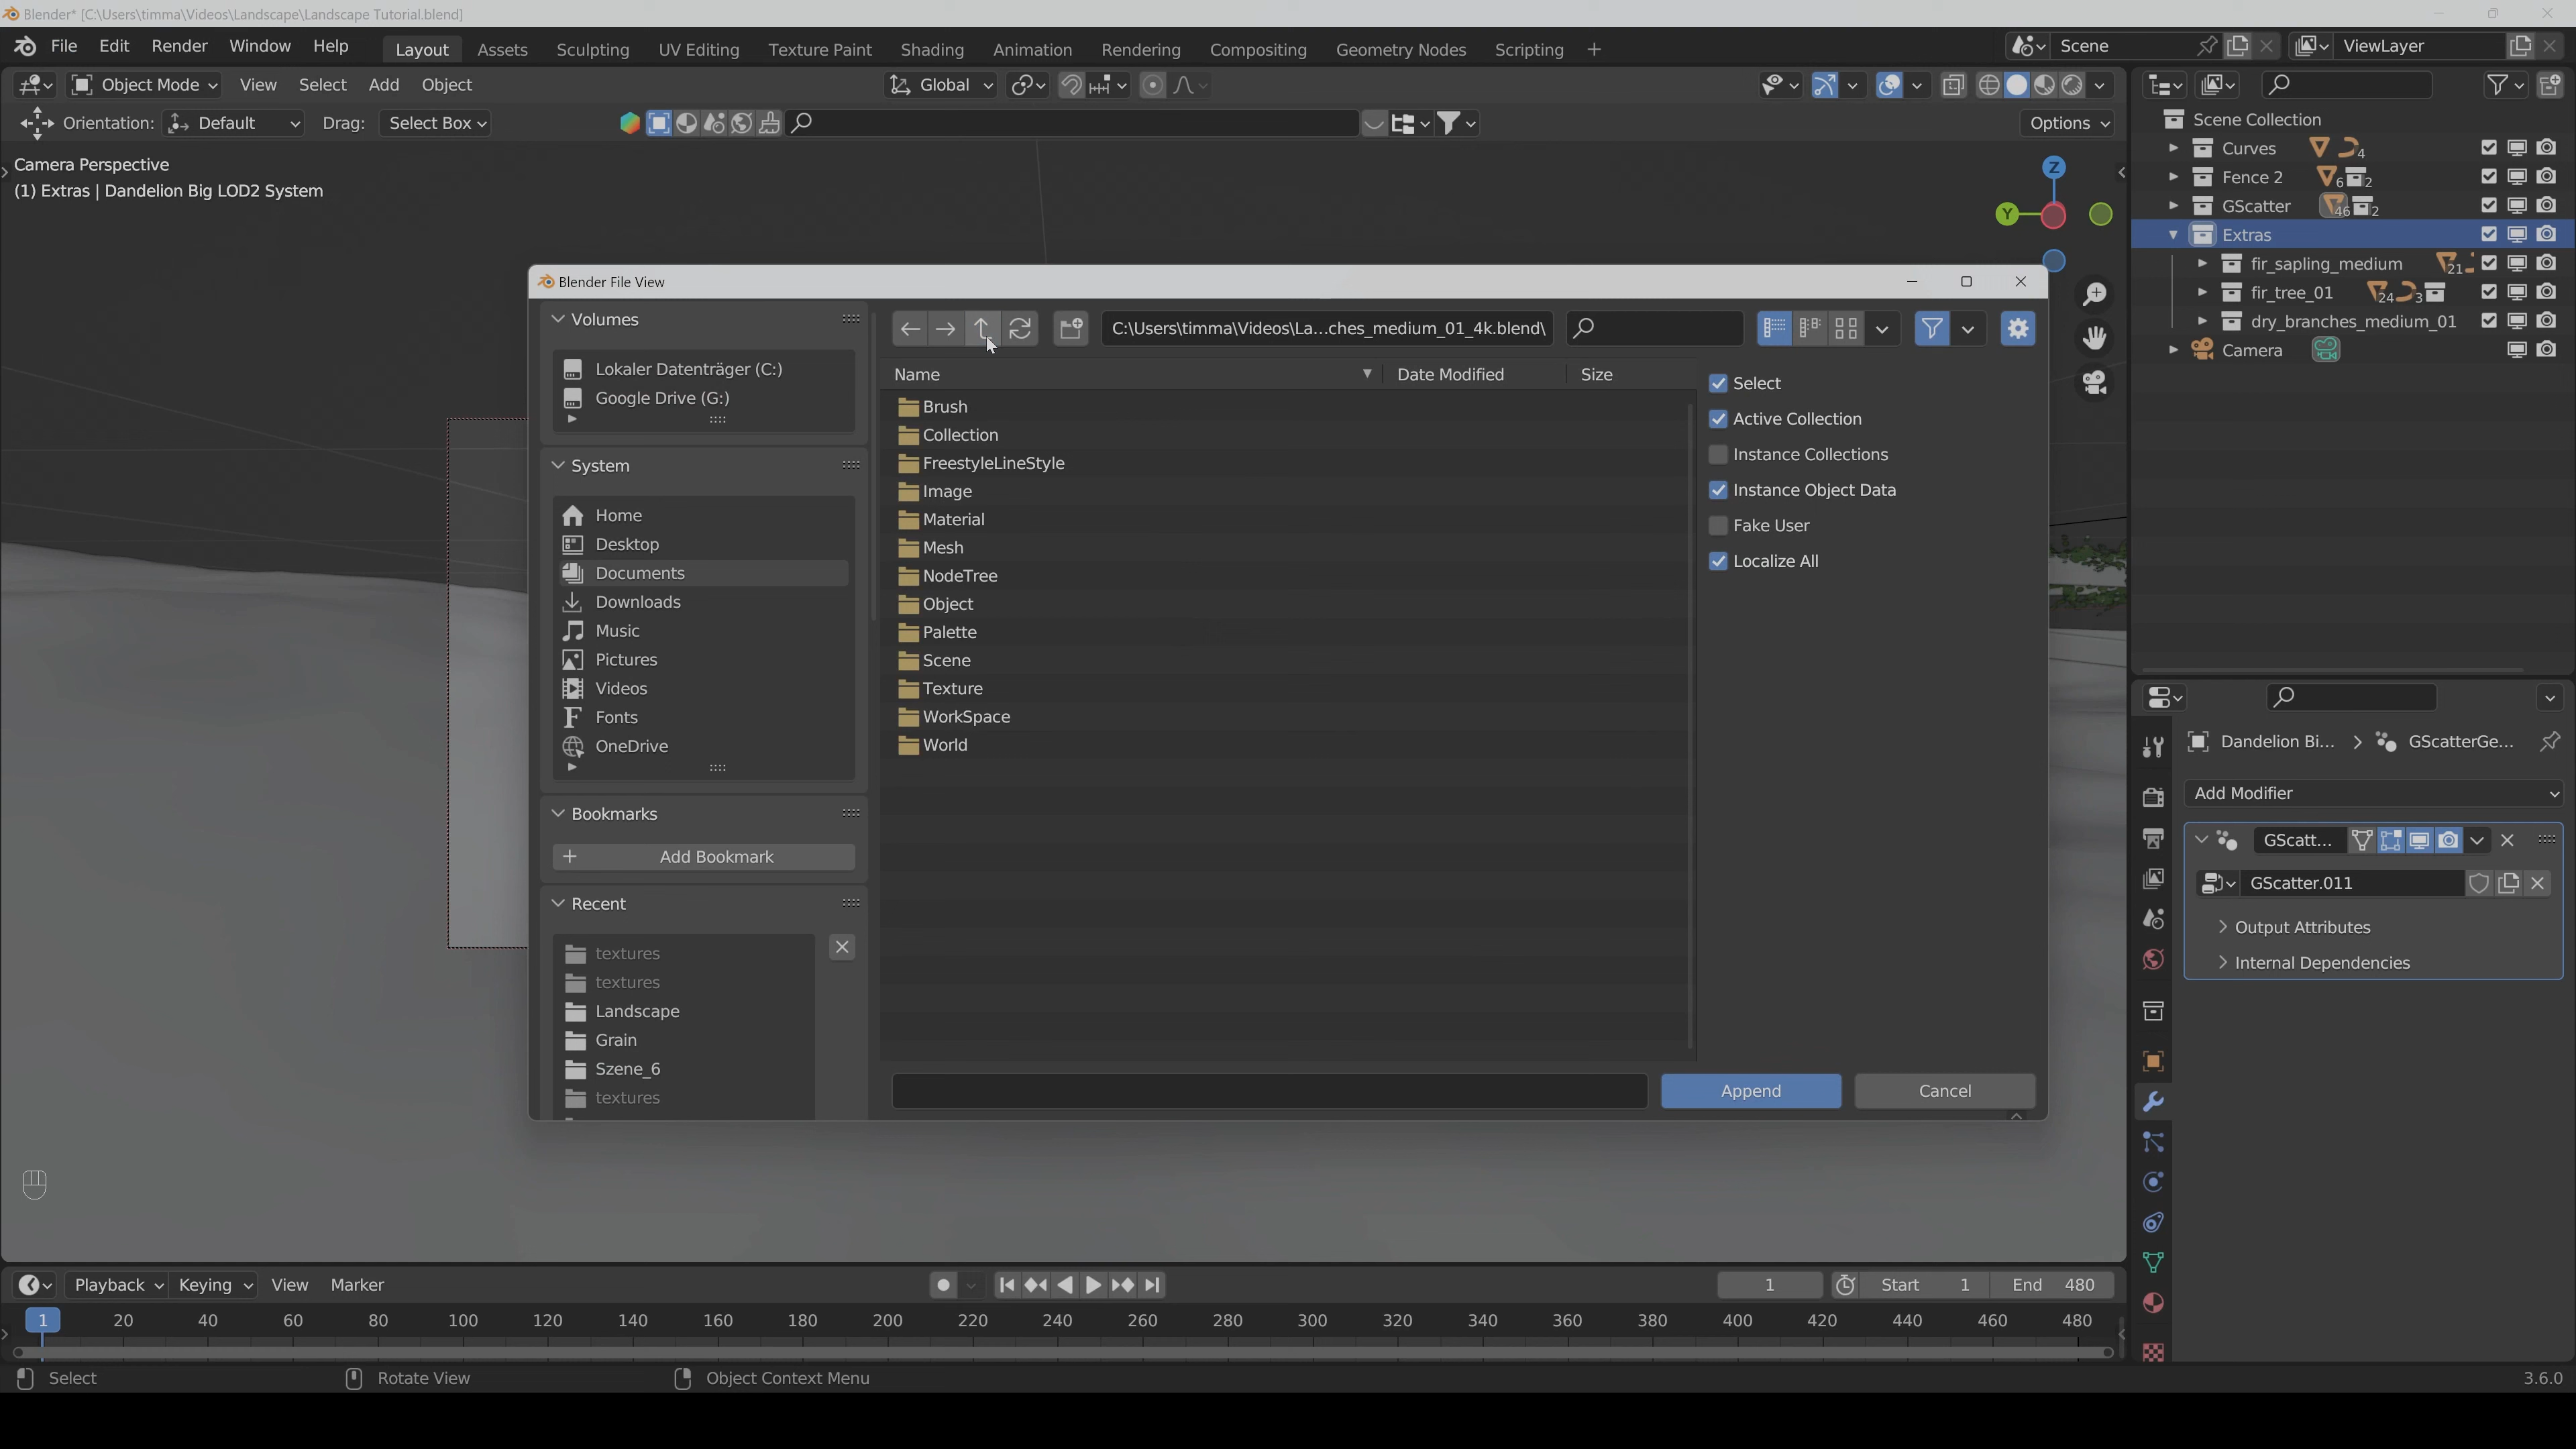 Blender* [C:\Users\timma\Videos\Landscape\Landscape Tutorial.blend]
File Edit Render Window Help Layout Assets Sculpting UV Editing Texture Paint Shading Animation Rendering Compositing Geometry Nodes Scripting + Scene ViewLayer
Object Mode View Select Add Object Global
Orientation: Default Drag: Select Box Options
Camera Perspective
(1) Extras | Dandelion Big LOD2 System
Z
Y
Scene Collection
Curves 4
Fence 2 6 2
GScatter 46 2
Extras
fir_sapling_medium 21
fir_tree_01 24 3
dry_branches_medium_01
Camera
Blender File View
Volumes
Lokaler Datenträger (C:)
Google Drive (G:)
System
Home
Desktop
Documents
Downloads
Music
Pictures
Videos
Fonts
OneDrive
Bookmarks
Add Bookmark
Recent
textures
textures
Landscape
Grain
Szene_6
textures
C:\Users\timma\Videos\La...ches_medium_01_4k.blend\
Name Date Modified Size
Brush
Collection
FreestyleLineStyle
Image
Material
Mesh
NodeTree
Object
Palette
Scene
Texture
WorkSpace
World
Select
Active Collection
Instance Collections
Instance Object Data
Fake User
Localize All
Append Cancel
Dandelion Bi... GScatterGe...
Add Modifier
GScatt...
GScatter.011
Output Attributes
Internal Dependencies
Playback Keying View Marker 1 Start 1 End 480
1 20 40 60 80 100 120 140 160 180 200 220 240 260 280 300 320 340 360 380 400 420 440 460 480
Select Rotate View Object Context Menu 3.6.0